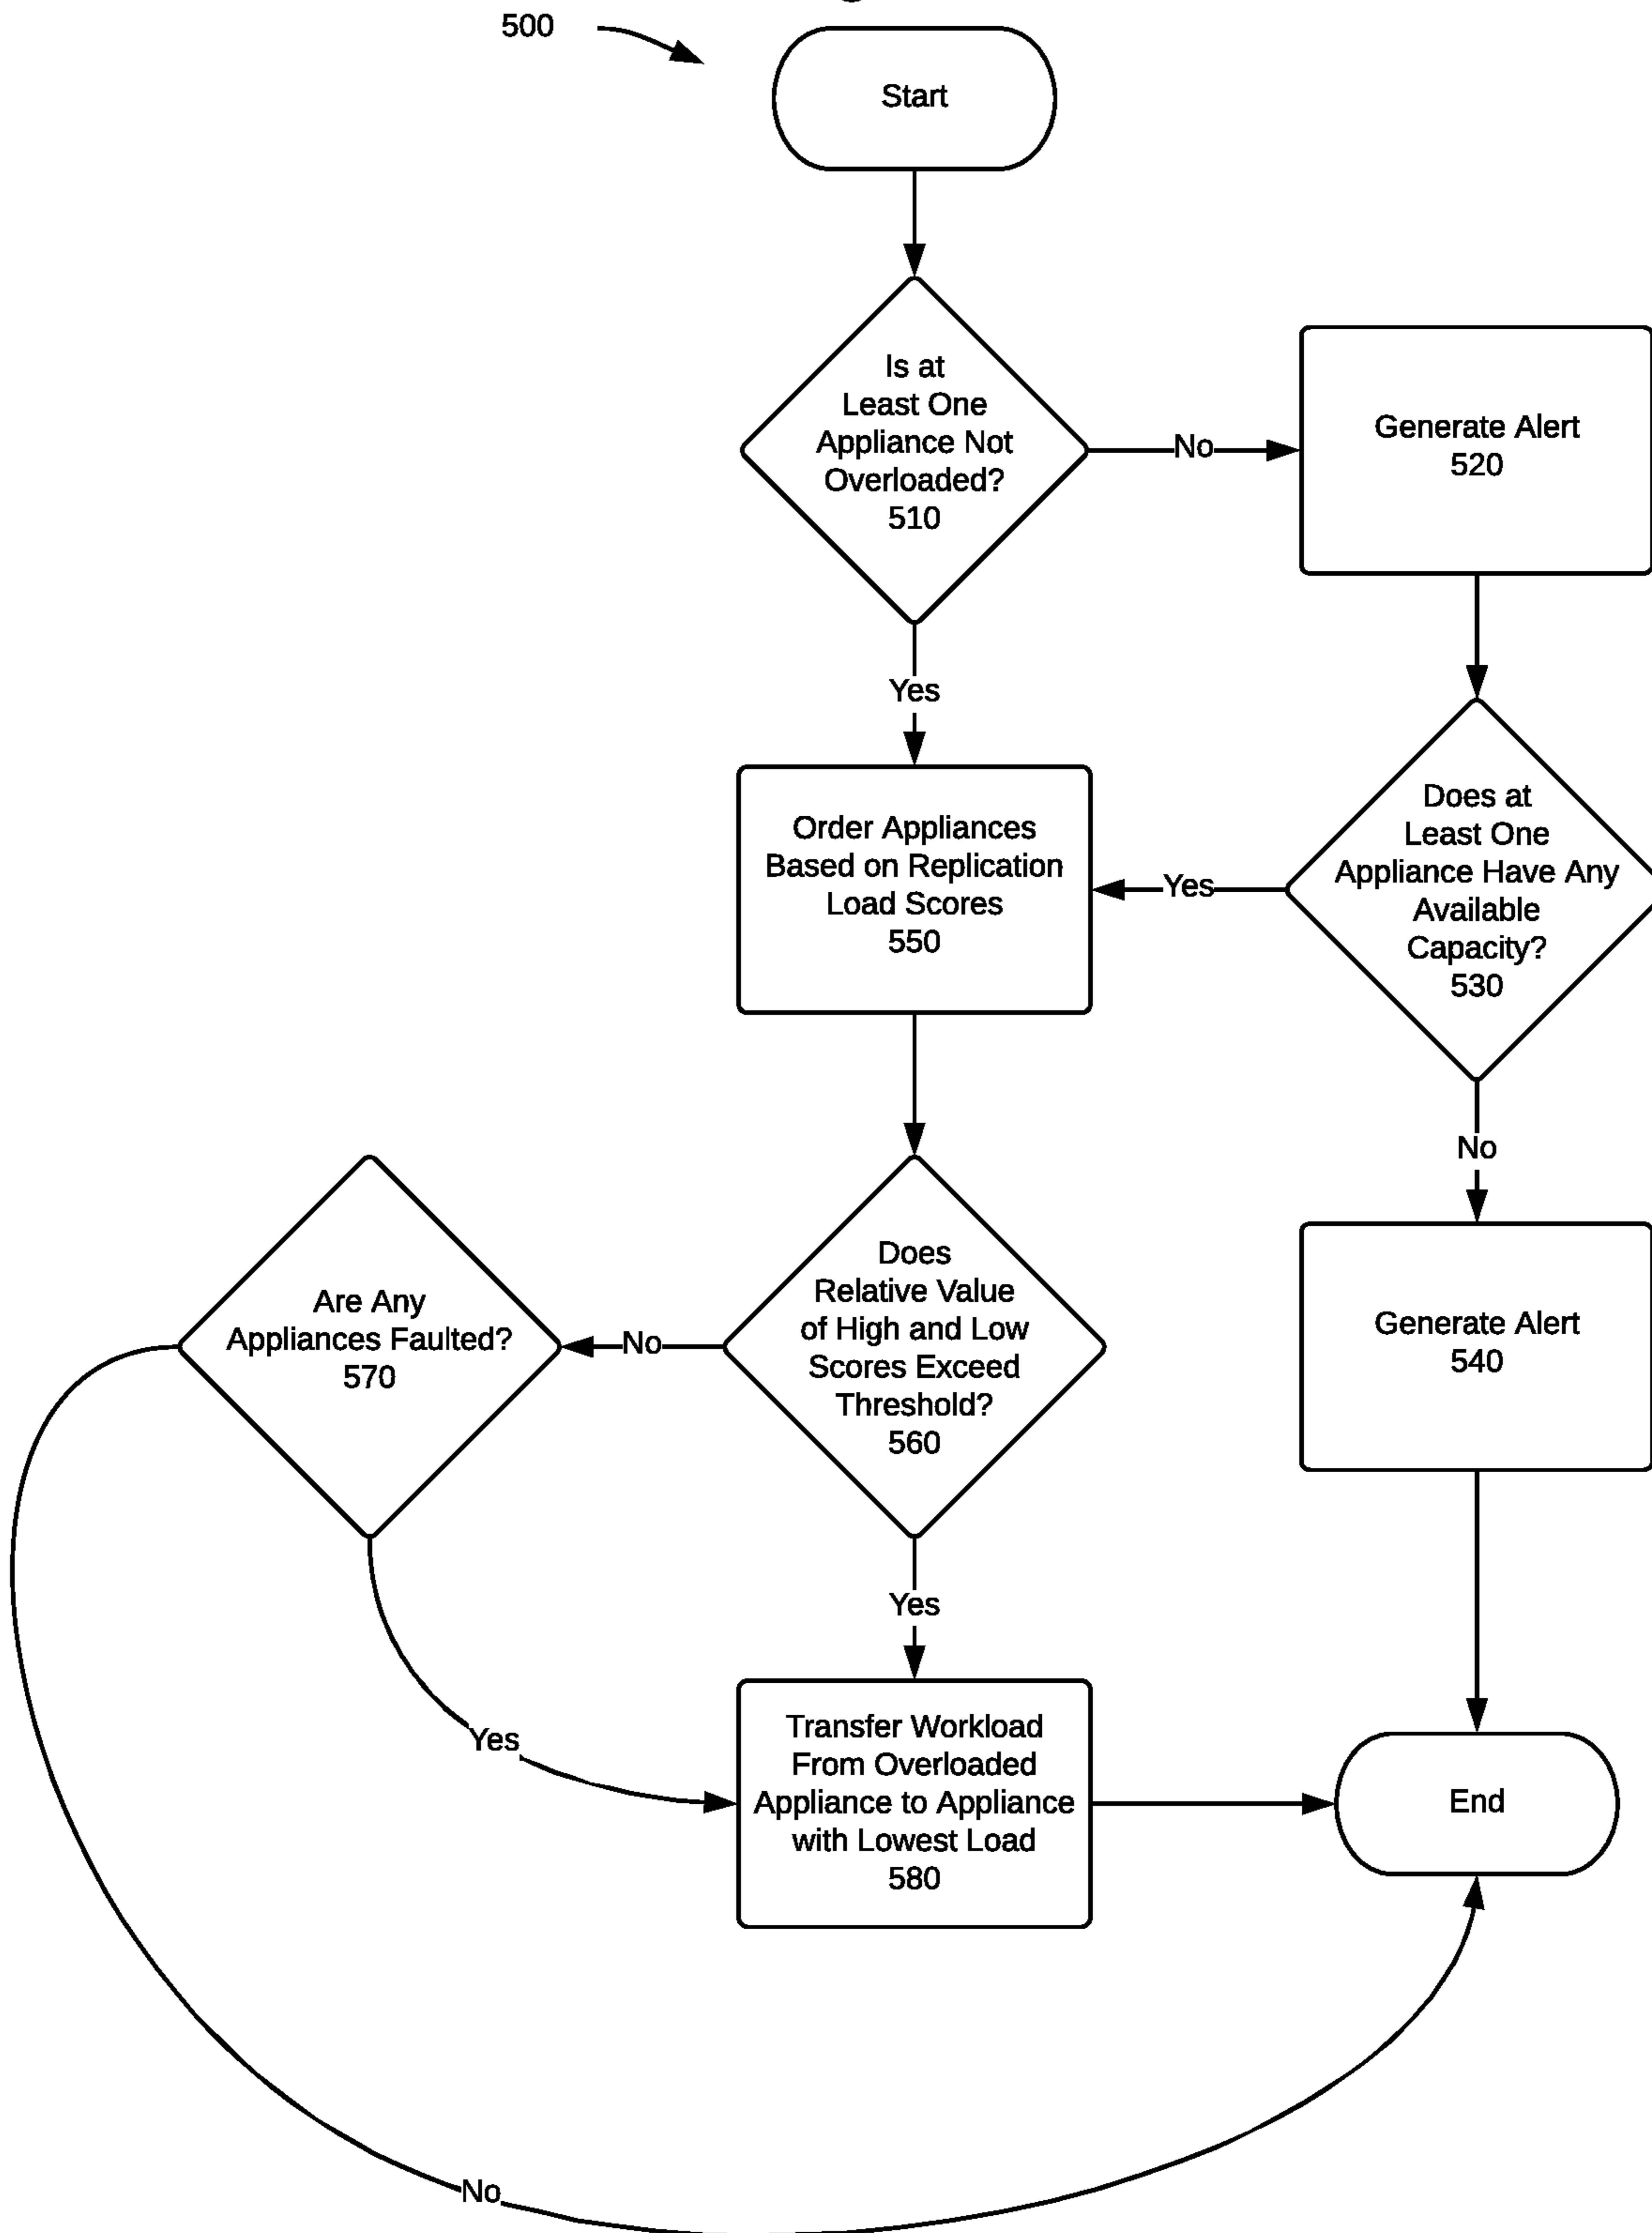 500
Start
Is at
Least One
Appliance Not
Overloaded?
510
No
Generate Alert
520
Yes
Order Appliances
Based on Replication
Load Scores
550
Yes
Does at
Least One
Appliance Have Any
Available
Capacity?
530
No
Are Any
Appliances Faulted?
570
No
Does
Relative Value
of High and Low
Scores Exceed
Threshold?
560
Generate Alert
540
Yes
Yes
Transfer Workload
From Overloaded
Appliance to Appliance
with Lowest Load
580
End
No